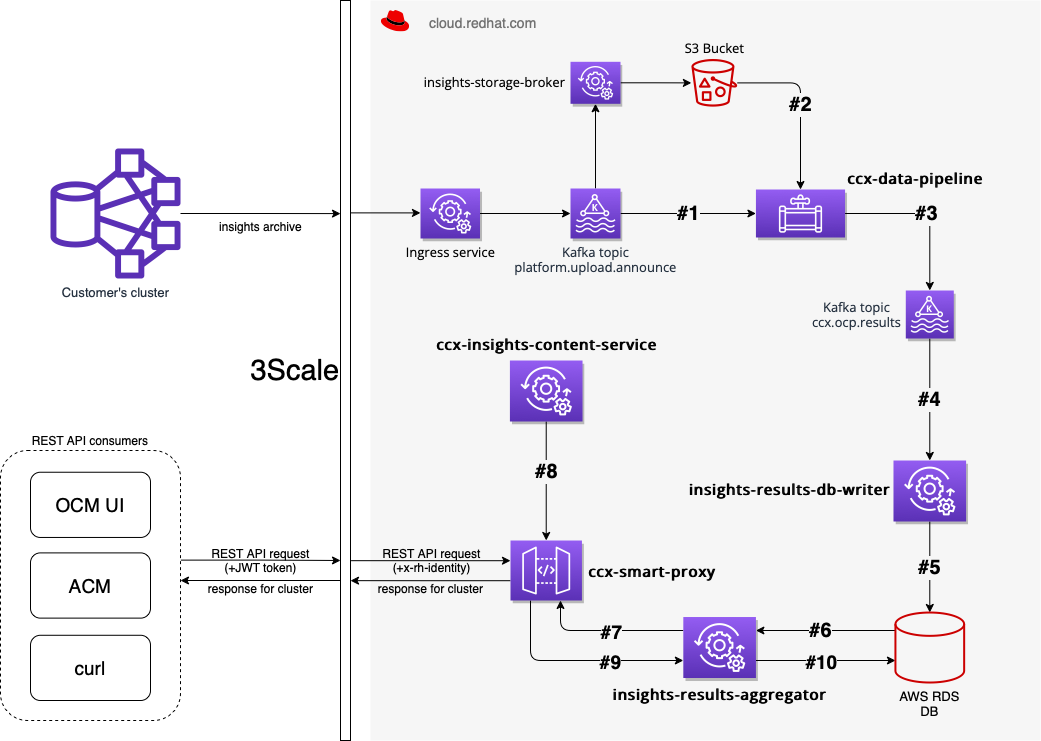 cloud.redhat.com
S3 Bucket
insights-storage-broker
#2
ccx-data-pipeline
#1
#3
insights archive
Ingress service
Kafka topic
platform.upload.announce
Customer's cluster
Kafka topic
ccx.ocp.results
K
K
ccx-insights-content-service
3Scale
#4
REST API consumers
#8
insights-results-db-writer
OCM UI
REST API request
(+JWT token)
response for cluster
REST API request
(+x-rh-identity)
response for cluster
</>
ccx-smart-proxy
#5
ACM
#7
#6
#9
#10
curl
insights-results-aggregator
AWS RDS
DB